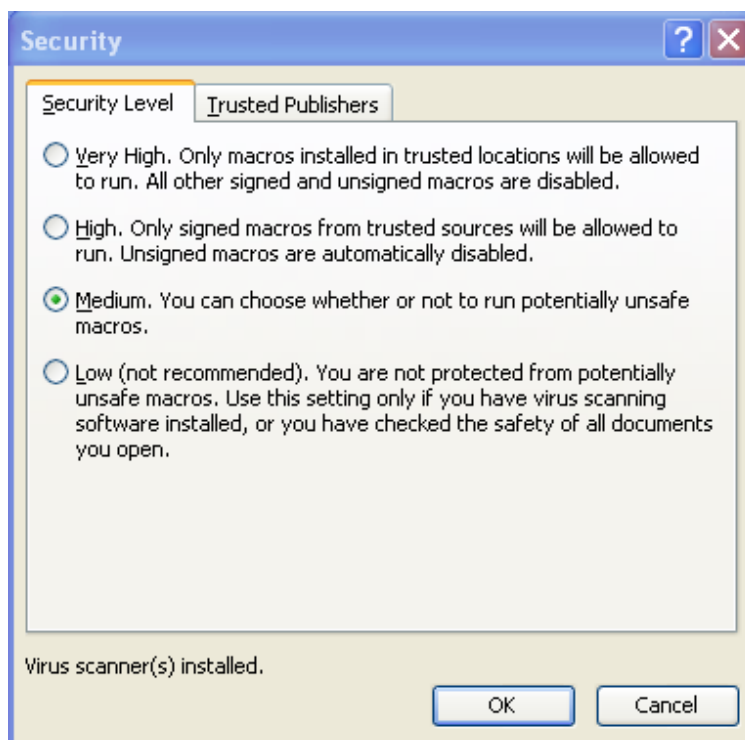 Security
?
Security Level
Trusted Publishers
Very High. Only macros installed in trusted locations will be allowed
to run. All other signed and unsigned macros are disabled.
High. Only signed macros from trusted sources will be allowed to
run. Unsigned macros are automatically disabled.
Medium. You can choose whether or not to run potentially unsafe
macros.
Low (not recommended). You are not protected from potentially
unsafe macros. Use this setting only if you have virus scanning
software installed, or you have checked the safety of all documents
you open.
Virus scanner(s) installed.
OK
Cancel